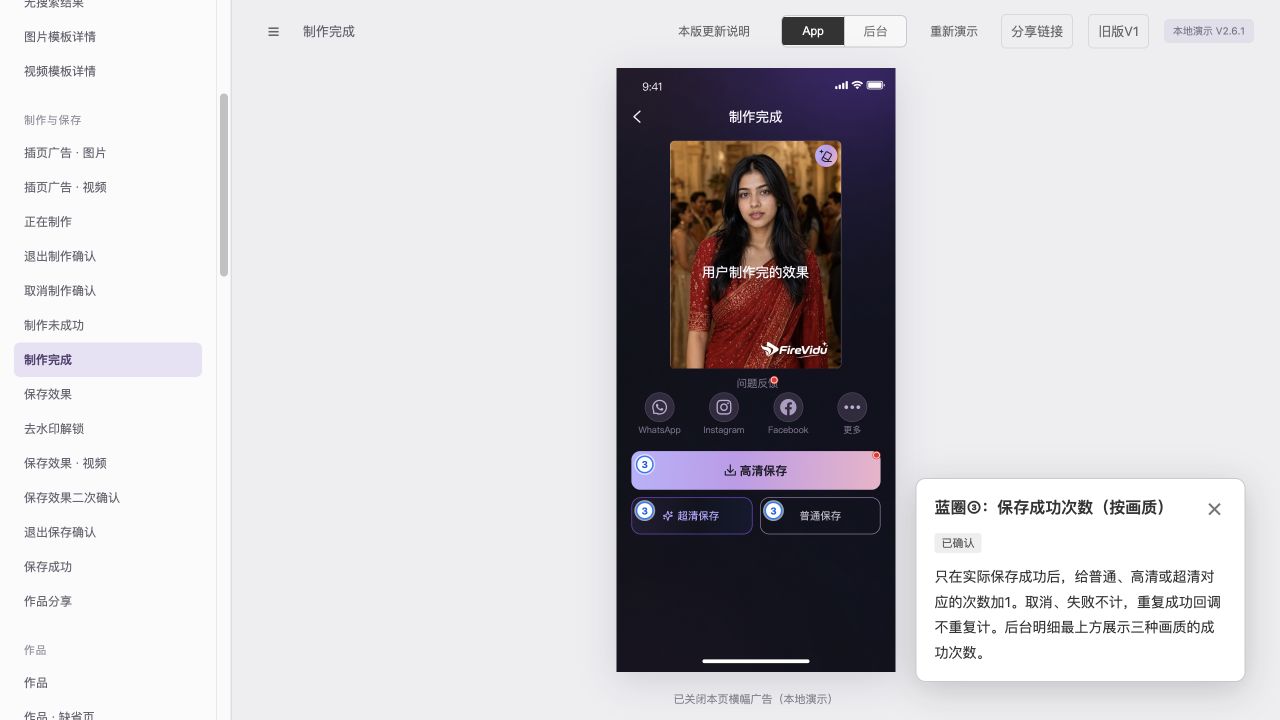 无搜索结果
图片模板详情
视频模板详情
制作与保存
插页广告 · 图片
插页广告 · 视频
正在制作
退出制作确认
取消制作确认
制作未成功
制作完成
保存效果
去水印解锁
保存效果 · 视频
保存效果二次确认
退出保存确认
保存成功
作品分享
作品
作品
作品 · 缺省页
制作完成
本版更新说明
App
后台
重新演示
分享链接
旧版V1
本地演示 V2.6.1
9:41
制作完成
用户制作完的效果
FireVidu
问题反馈
WhatsApp
Instagram
Facebook
更多
3
高清保存
3
超清保存
3
普通保存
已关闭本页横幅广告（本地演示）
蓝圈③：保存成功次数（按画质）
已确认
只在实际保存成功后，给普通、高清或超清对
应的次数加1。取消、失败不计，重复成功回调
不重复计。后台明细最上方展示三种画质的成
功次数。